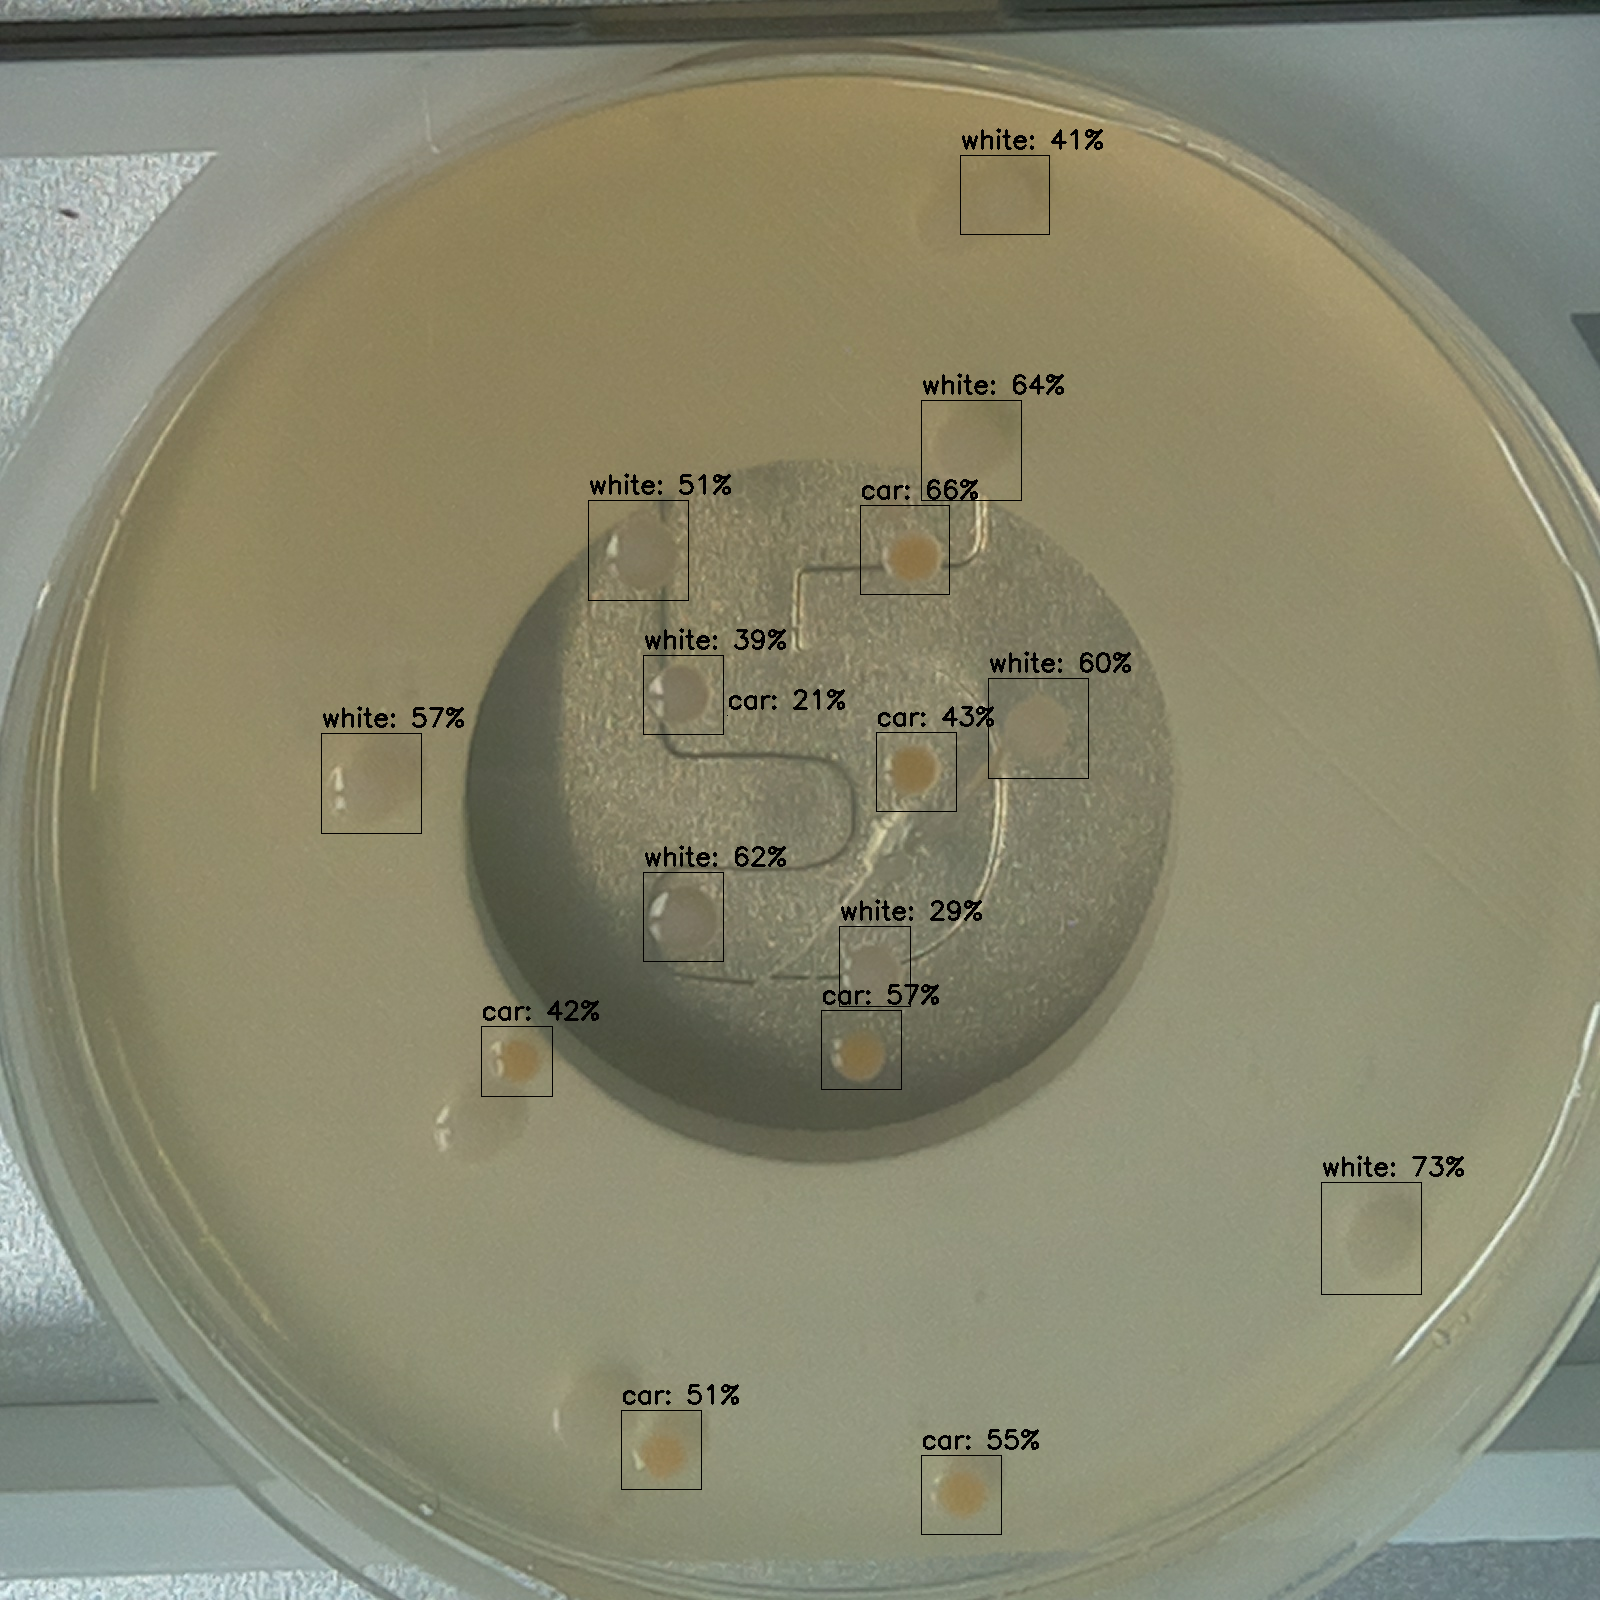 white: 41%
white: 64%
white: 51%
car: 66%
white: 39%
white: 60%
car: 21%
white: 57%
car: 43%
white: 62%
white: 29%
car: 57%
car: 42%
white: 73%
car: 51%
car: 55%